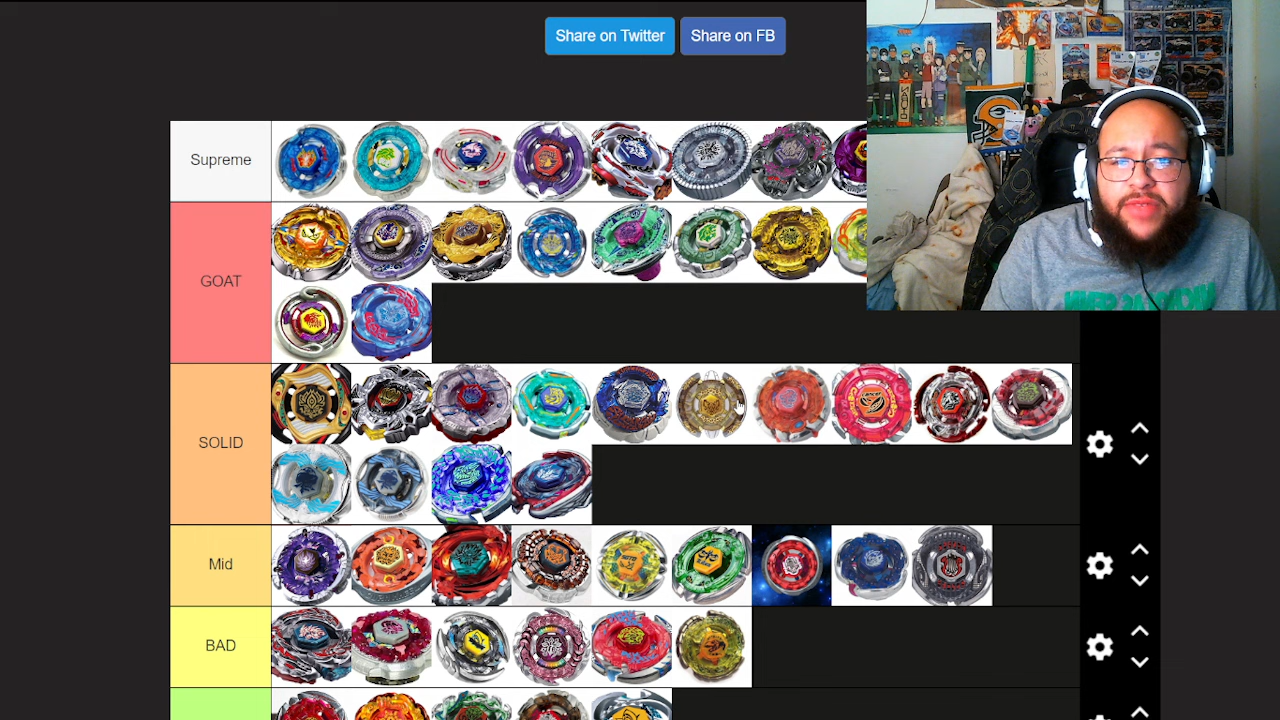 Share on Twitter
Share on FB
Supreme
GOAT
SOLID
Mid
BAD